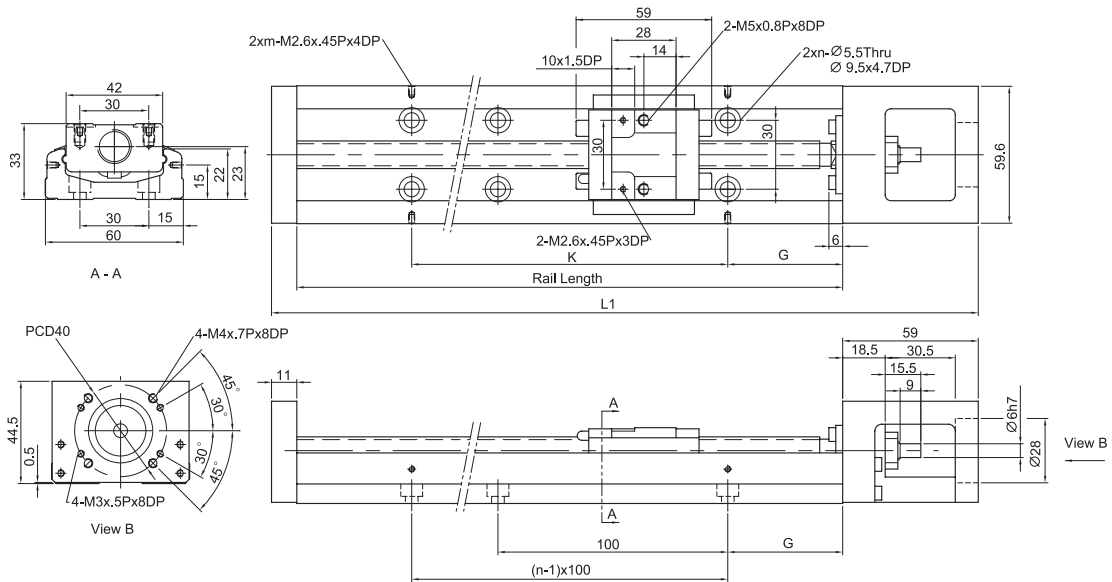 59
28
14
2-M5x0.8Px8DP
2xm-M2.6x.45Px4DP
10x1.5DP
2xn-Ø5.5Thru
Ø 9.5x4.7DP
42
30
33
15
22
23
30
15
60
A - A
30
30
59.6
2-M2.6x.45Px3DP
6
K
G
Rail Length
L1
PCD40
4-M4x.7Px8DP
45°
30°
30°
45°
44.5
0.5
4-M3x.5Px8DP
View B
11
A
A
59
18.5
30.5
15.5
9
Ø6h7
Ø28
View B
100
G
(n-1)x100